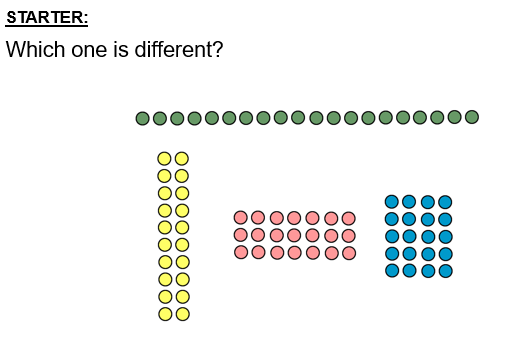 STARTER:
Which one is different?